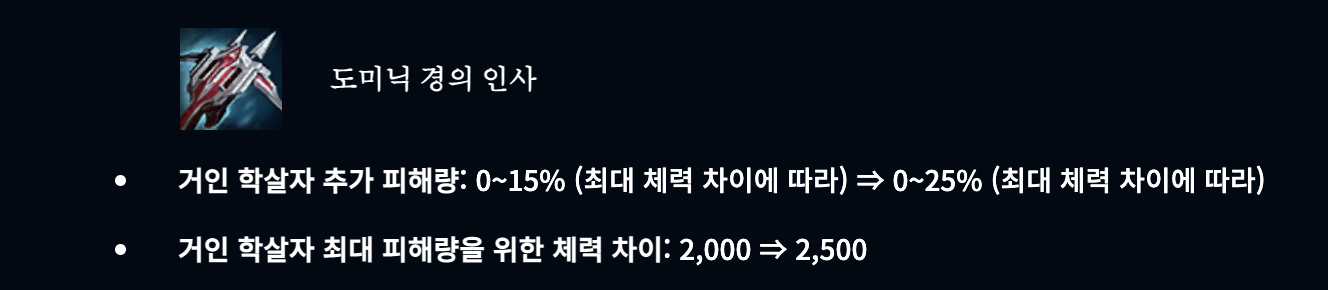 도미닉 경의 인사
• 거인 학살자 추가 피해량: 0~15% (최대 체력 차이에 따라) ⇒ 0~25% (최대 체력 차이에 따라)
• 거인 학살자 최대 피해량을 위한 체력 차이: 2,000 ⇒ 2,500